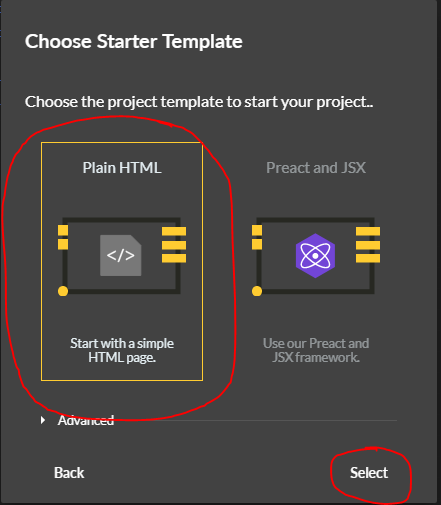 Choose Starter Template
Choose the project template to start your project..
Plain HTML
</>
Start with a simple
HTML page.
Preact and JSX
Use our Preact and
JSX framework.
Advanced
Back
Select